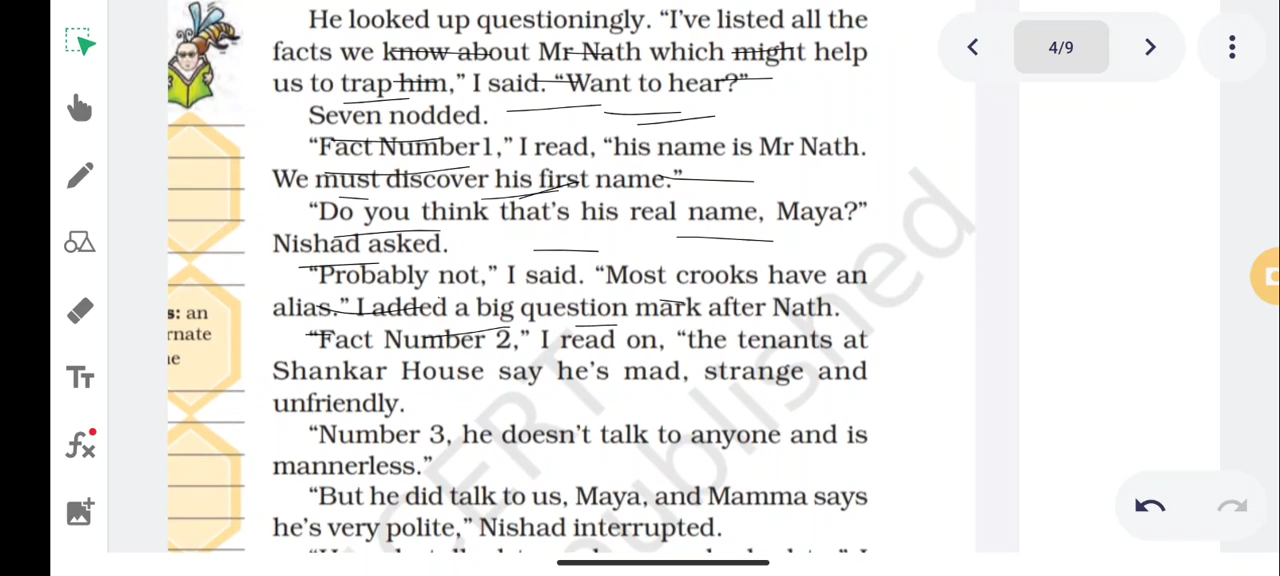 He looked up questioningly. “I’ve listed all the
facts we know about Mr Nath which might help
us to trap him,” I said. “Want to hear?”
Seven nodded.
“Fact Number1,” I read, “his name is Mr Nath.
We must discover his first name.”
“Do you think that’s his real name, Maya?”
Nishad asked.
“Probably not,” I said. “Most crooks have an
alias.” I added a big question mark after Nath.
“Fact Number 2,” I read on, “the tenants at
Shankar House say he’s mad, strange and
unfriendly.
“Number 3, he doesn’t talk to anyone and is
mannerless.”
“But he did talk to us, Maya, and Mamma says
he’s very polite,” Nishad interrupted.
s: an
rnate
ne
4/9
TT
fx